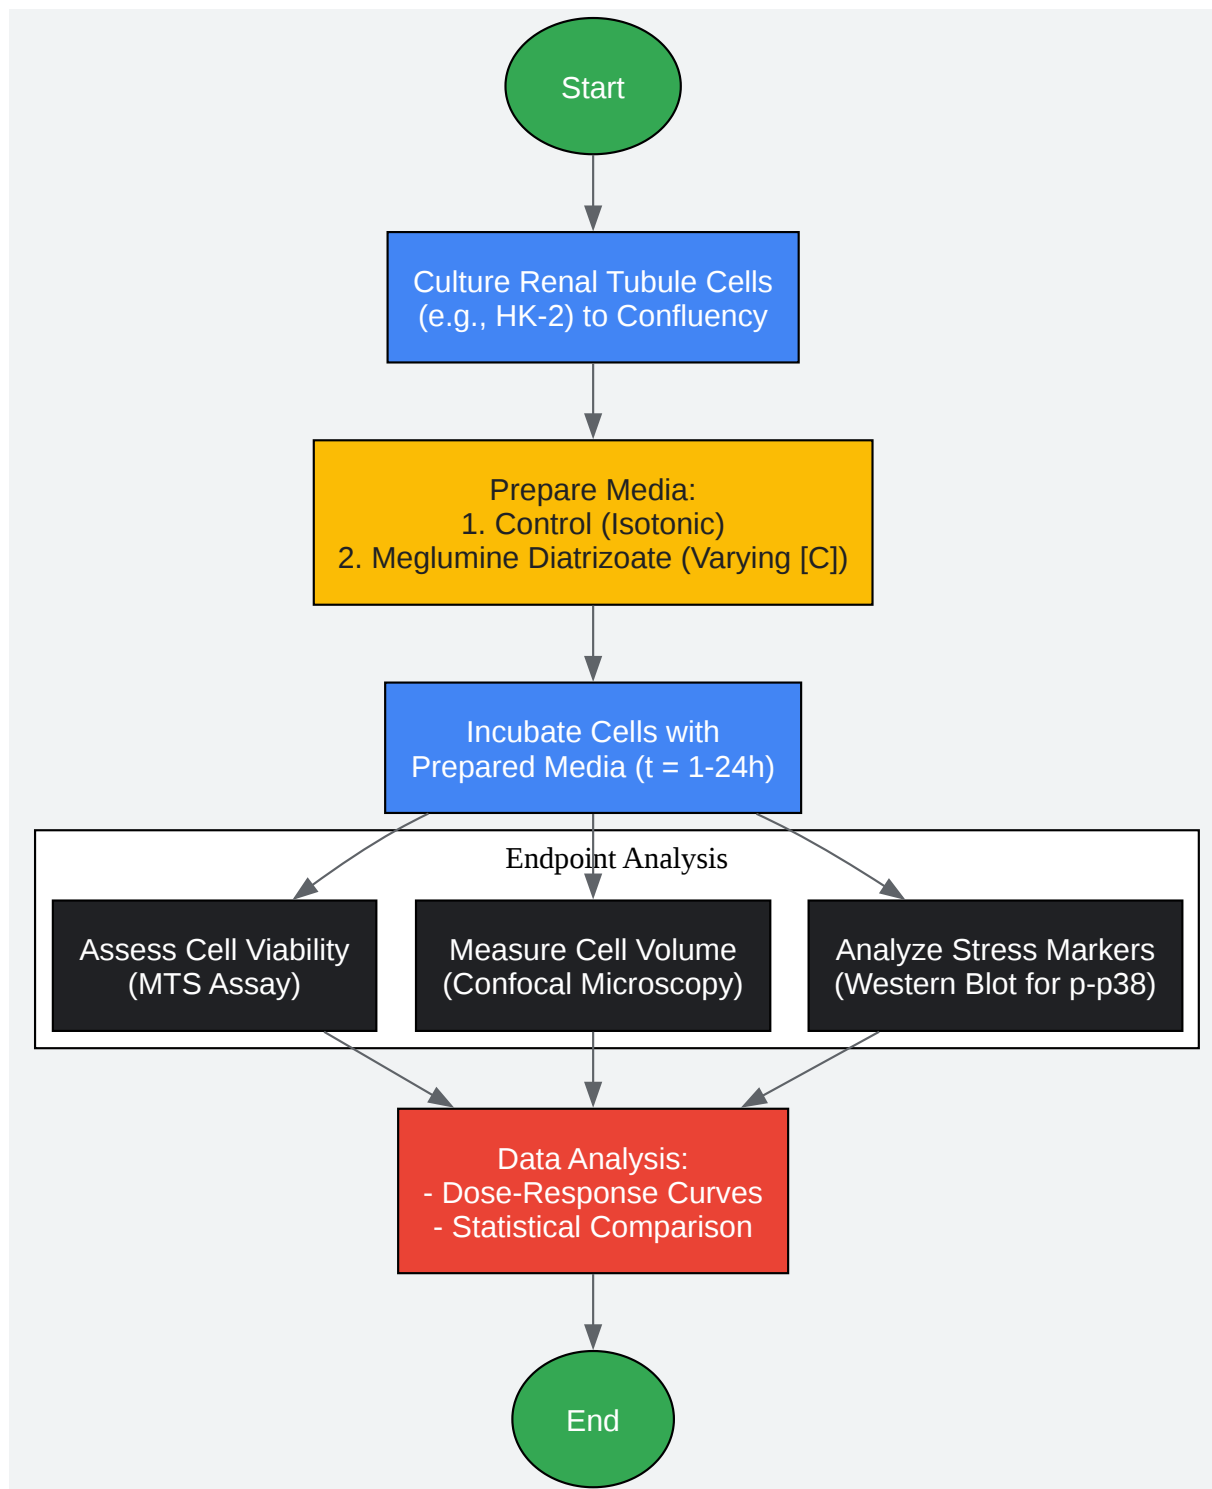 Start
Culture Renal Tubule Cells
(e.g., HK-2) to Confluency
Prepare Media:
1. Control (Isotonic)
2. Meglumine Diatrizoate (Varying [C])
Incubate Cells with
Prepared Media (t = 1-24h)
Endpoint Analysis
Assess Cell Viability
(MTS Assay)
Measure Cell Volume
(Confocal Microscopy)
Analyze Stress Markers
(Western Blot for p-p38)
Data Analysis:
- Dose-Response Curves
- Statistical Comparison
End